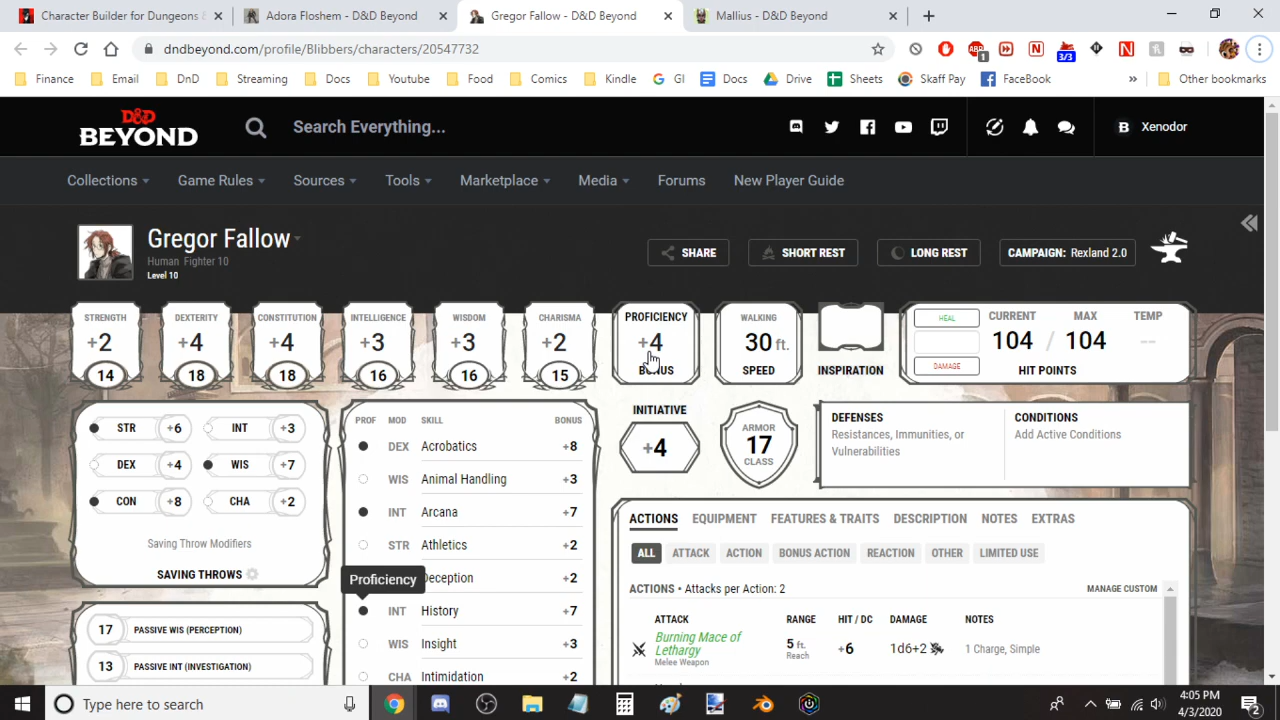 Character Builder for Dungeons &
Adora Floshem - D&D Beyond
Gregor Fallow - D&D Beyond
Mallius - D&D Beyond
dndbeyond.com/profile/Blibbers/characters/20547732
ABP
1
N
3/3
N
Finance
Email
DnD
Streaming
Docs
Youtube
Food
Comics
Kindle
GI
Docs
Drive
Sheets
Skaff Pay
FaceBook
»
Other bookmarks
D&D
BEYOND
Search Everything...
B Xenodor
Collections
Game Rules
Sources
Tools
Marketplace
Media
Forums
New Player Guide
Gregor Fallow
Human Fighter 10
Level 10
SHARE
SHORT REST
LONG REST
CAMPAIGN: Rexland 2.0
STRENGTH
+2
14
DEXTERITY
+4
18
CONSTITUTION
+4
18
INTELLIGENCE
+3
16
WISDOM
+3
16
CHARISMA
+2
15
PROFICIENCY
+4
BONUS
WALKING
30 ft.
SPEED
INSPIRATION
HEAL
DAMAGE
CURRENT
104
/
MAX
104
TEMP
--
HIT POINTS
STR +6
INT +3
DEX +4
WIS +7
CON +8
CHA +2
Saving Throw Modifiers
SAVING THROWS
17 PASSIVE WIS (PERCEPTION)
13 PASSIVE INT (INVESTIGATION)
PROF MOD SKILL BONUS
DEX Acrobatics +8
WIS Animal Handling +3
INT Arcana +7
STR Athletics +2
Deception +2
Proficiency
INT History +7
WIS Insight +3
CHA Intimidation +2
INITIATIVE
+4
ARMOR
17
CLASS
DEFENSES
Resistances, Immunities, or
Vulnerabilities
CONDITIONS
Add Active Conditions
ACTIONS
EQUIPMENT
FEATURES & TRAITS
DESCRIPTION
NOTES
EXTRAS
ALL
ATTACK
ACTION
BONUS ACTION
REACTION
OTHER
LIMITED USE
ACTIONS • Attacks per Action: 2
MANAGE CUSTOM
ATTACK RANGE HIT / DC DAMAGE NOTES
Burning Mace of
Lethargy
Melee Weapon
5 ft.
Reach
+6
1d6+2
1 Charge, Simple
Type here to search
4:05 PM
4/3/2020
2